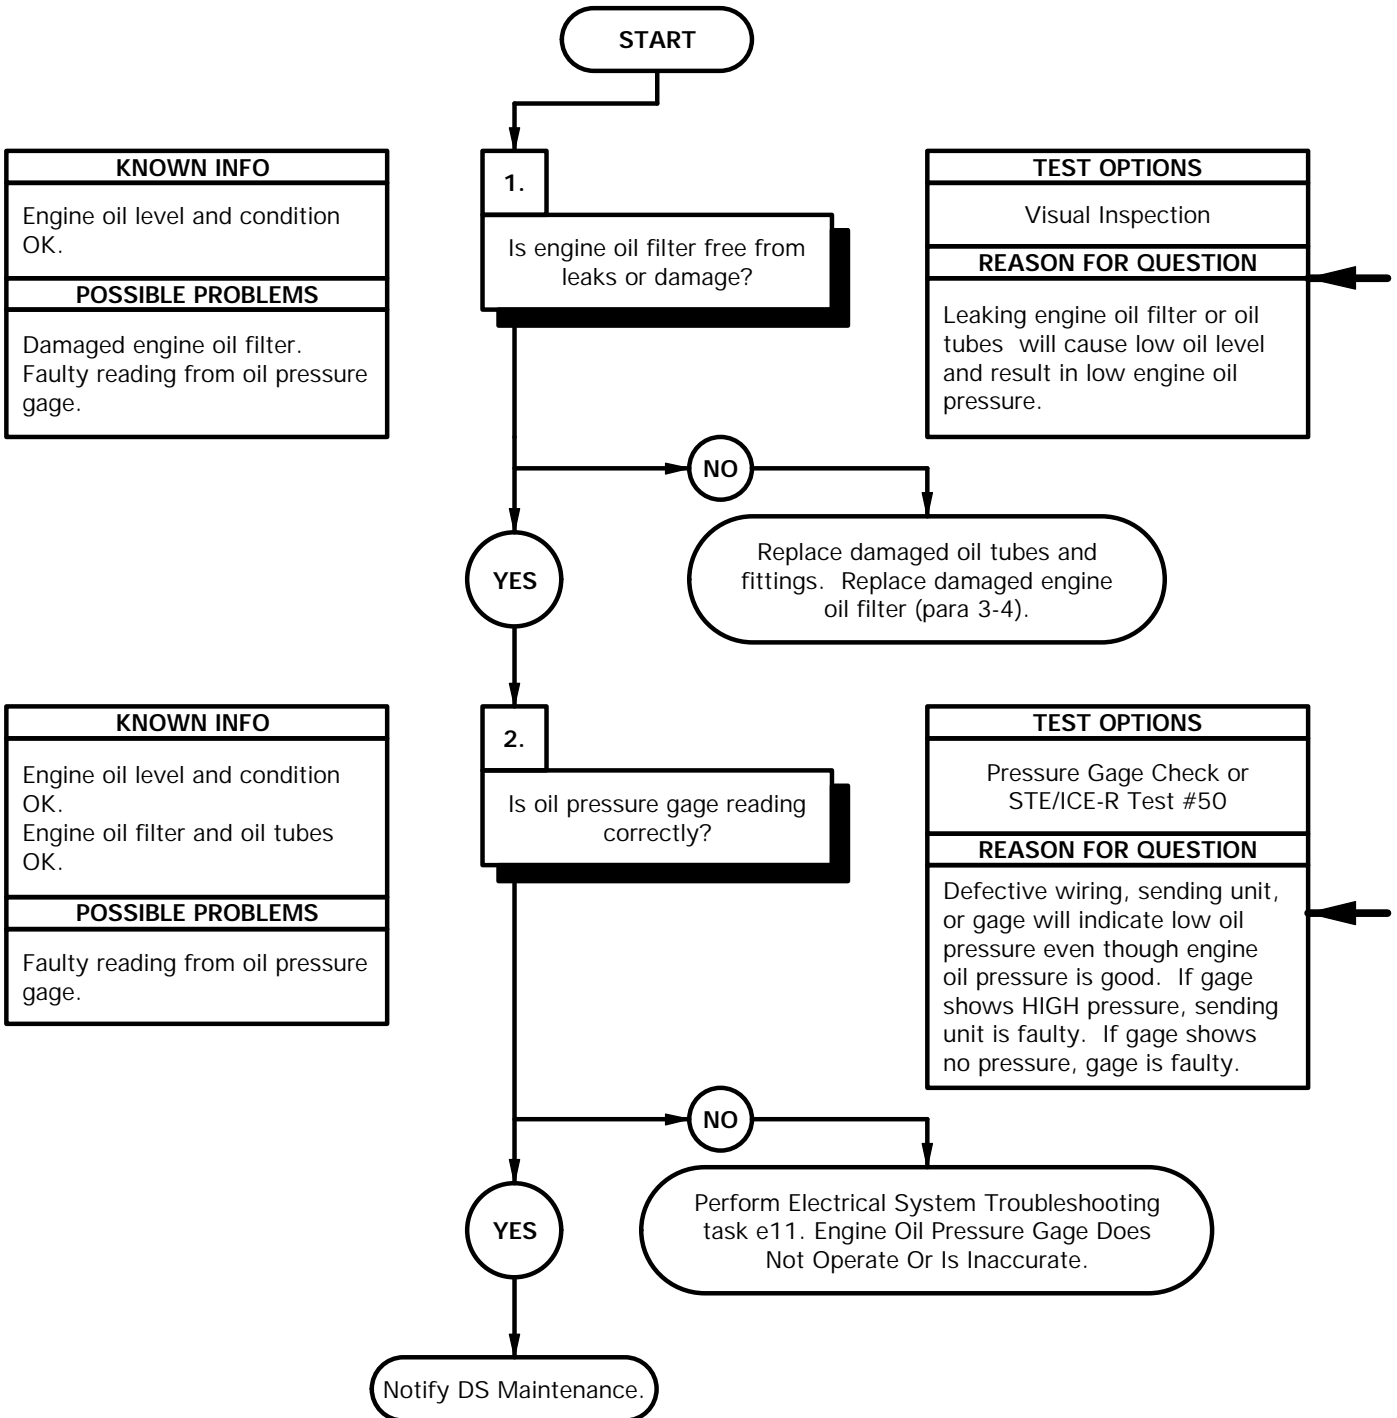 START
KNOWN INFO
Engine oil level and condition
OK.
POSSIBLE PROBLEMS
Damaged engine oil filter.
Faulty reading from oil pressure
gage.
1.
Is engine oil filter free from
leaks or damage?
TEST OPTIONS
Visual Inspection
REASON FOR QUESTION
Leaking engine oil filter or oil
tubes will cause low oil level
and result in low engine oil
pressure.
NO
Replace damaged oil tubes and
fittings. Replace damaged engine
oil filter (para 3-4).
YES
KNOWN INFO
Engine oil level and condition
OK.
Engine oil filter and oil tubes
OK.
POSSIBLE PROBLEMS
Faulty reading from oil pressure
gage.
2.
Is oil pressure gage reading
correctly?
TEST OPTIONS
Pressure Gage Check or
STE/ICE-R Test #50
REASON FOR QUESTION
Defective wiring, sending unit,
or gage will indicate low oil
pressure even though engine
oil pressure is good. If gage
shows HIGH pressure, sending
unit is faulty. If gage shows
no pressure, gage is faulty.
NO
Perform Electrical System Troubleshooting
task e11. Engine Oil Pressure Gage Does
Not Operate Or Is Inaccurate.
YES
Notify DS Maintenance.